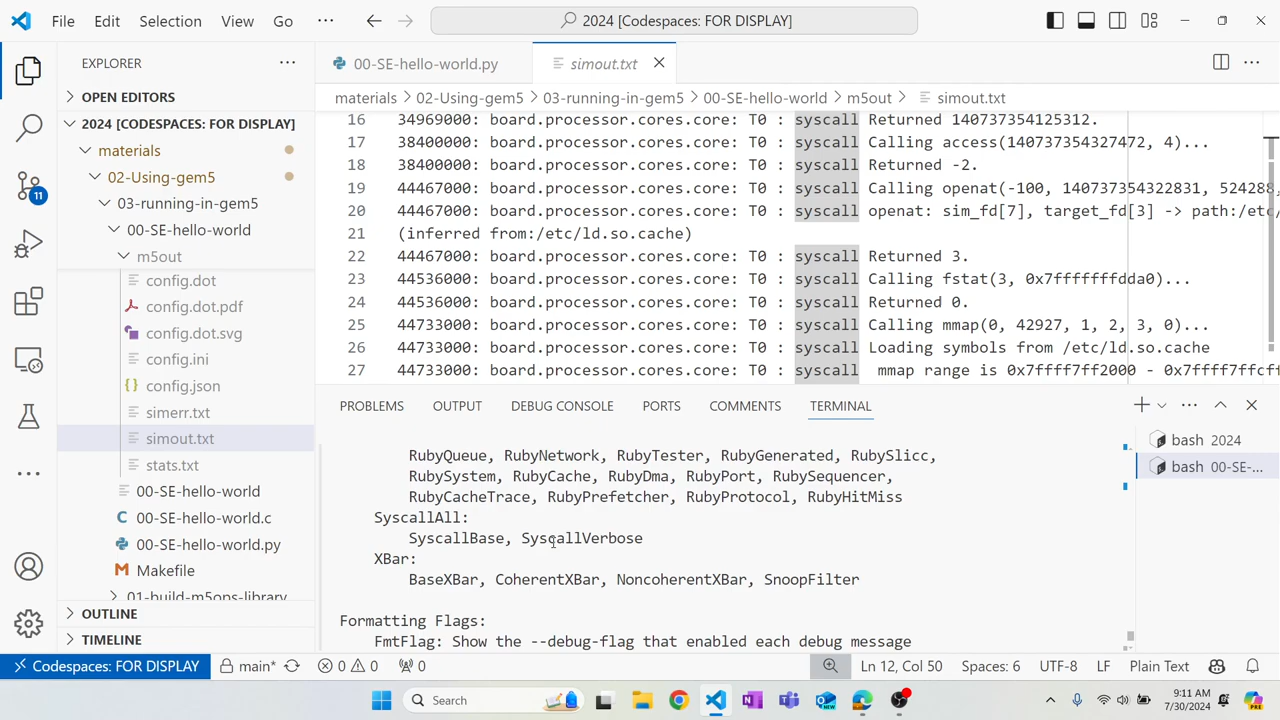 File Edit Selection View Go ··· 2024 [Codespaces: FOR DISPLAY]
EXPLORER
OPEN EDITORS
2024 [CODESPACES: FOR DISPLAY]
materials
02-Using-gem5
03-running-in-gem5
00-SE-hello-world
m5out
config.dot
config.dot.pdf
config.dot.svg
config.ini
{} config.json
simerr.txt
simout.txt
stats.txt
00-SE-hello-world
C 00-SE-hello-world.c
00-SE-hello-world.py
M Makefile
01-build-m5ops-library
OUTLINE
TIMELINE
11
00-SE-hello-world.py simout.txt
materials > 02-Using-gem5 > 03-running-in-gem5 > 00-SE-hello-world > m5out > simout.txt
16 34969000: board.processor.cores.core: T0 : syscall Returned 140737354125312.
17 38400000: board.processor.cores.core: T0 : syscall Calling access(140737354327472, 4)...
18 38400000: board.processor.cores.core: T0 : syscall Returned -2.
19 44467000: board.processor.cores.core: T0 : syscall Calling openat(-100, 140737354322831, 524288,
20 44467000: board.processor.cores.core: T0 : syscall openat: sim_fd[7], target_fd[3] -> path:/etc/
21 (inferred from:/etc/ld.so.cache)
22 44467000: board.processor.cores.core: T0 : syscall Returned 3.
23 44536000: board.processor.cores.core: T0 : syscall Calling fstat(3, 0x7fffffffdda0)...
24 44536000: board.processor.cores.core: T0 : syscall Returned 0.
25 44733000: board.processor.cores.core: T0 : syscall Calling mmap(0, 42927, 1, 2, 3, 0)...
26 44733000: board.processor.cores.core: T0 : syscall Loading symbols from /etc/ld.so.cache
27 44733000: board.processor.cores.core: T0 : syscall mmap range is 0x7ffff7ff2000 - 0x7ffff7ffcff
PROBLEMS OUTPUT DEBUG CONSOLE PORTS COMMENTS TERMINAL
RubyQueue, RubyNetwork, RubyTester, RubyGenerated, RubySlicc,
RubySystem, RubyCache, RubyDma, RubyPort, RubySequencer,
RubyCacheTrace, RubyPrefetcher, RubyProtocol, RubyHitMiss
SyscallAll:
SyscallBase, SyscallVerbose
XBar:
BaseXBar, CoherentXBar, NoncoherentXBar, SnoopFilter
Formatting Flags:
FmtFlag: Show the --debug-flag that enabled each debug message
bash 2024
bash 00-SE-...
Codespaces: FOR DISPLAY main* 0 0 0 Ln 12, Col 50 Spaces: 6 UTF-8 LF Plain Text
Search
9:11 AM
7/30/2024